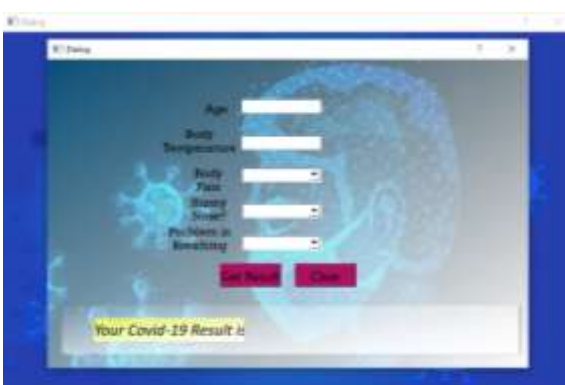 Dialog
Dialog
Age
Body
Temperature
Body
Pain
Runny
Nose?
Problem in
Breathing
Get Result
Close
Your Covid-19 Result is